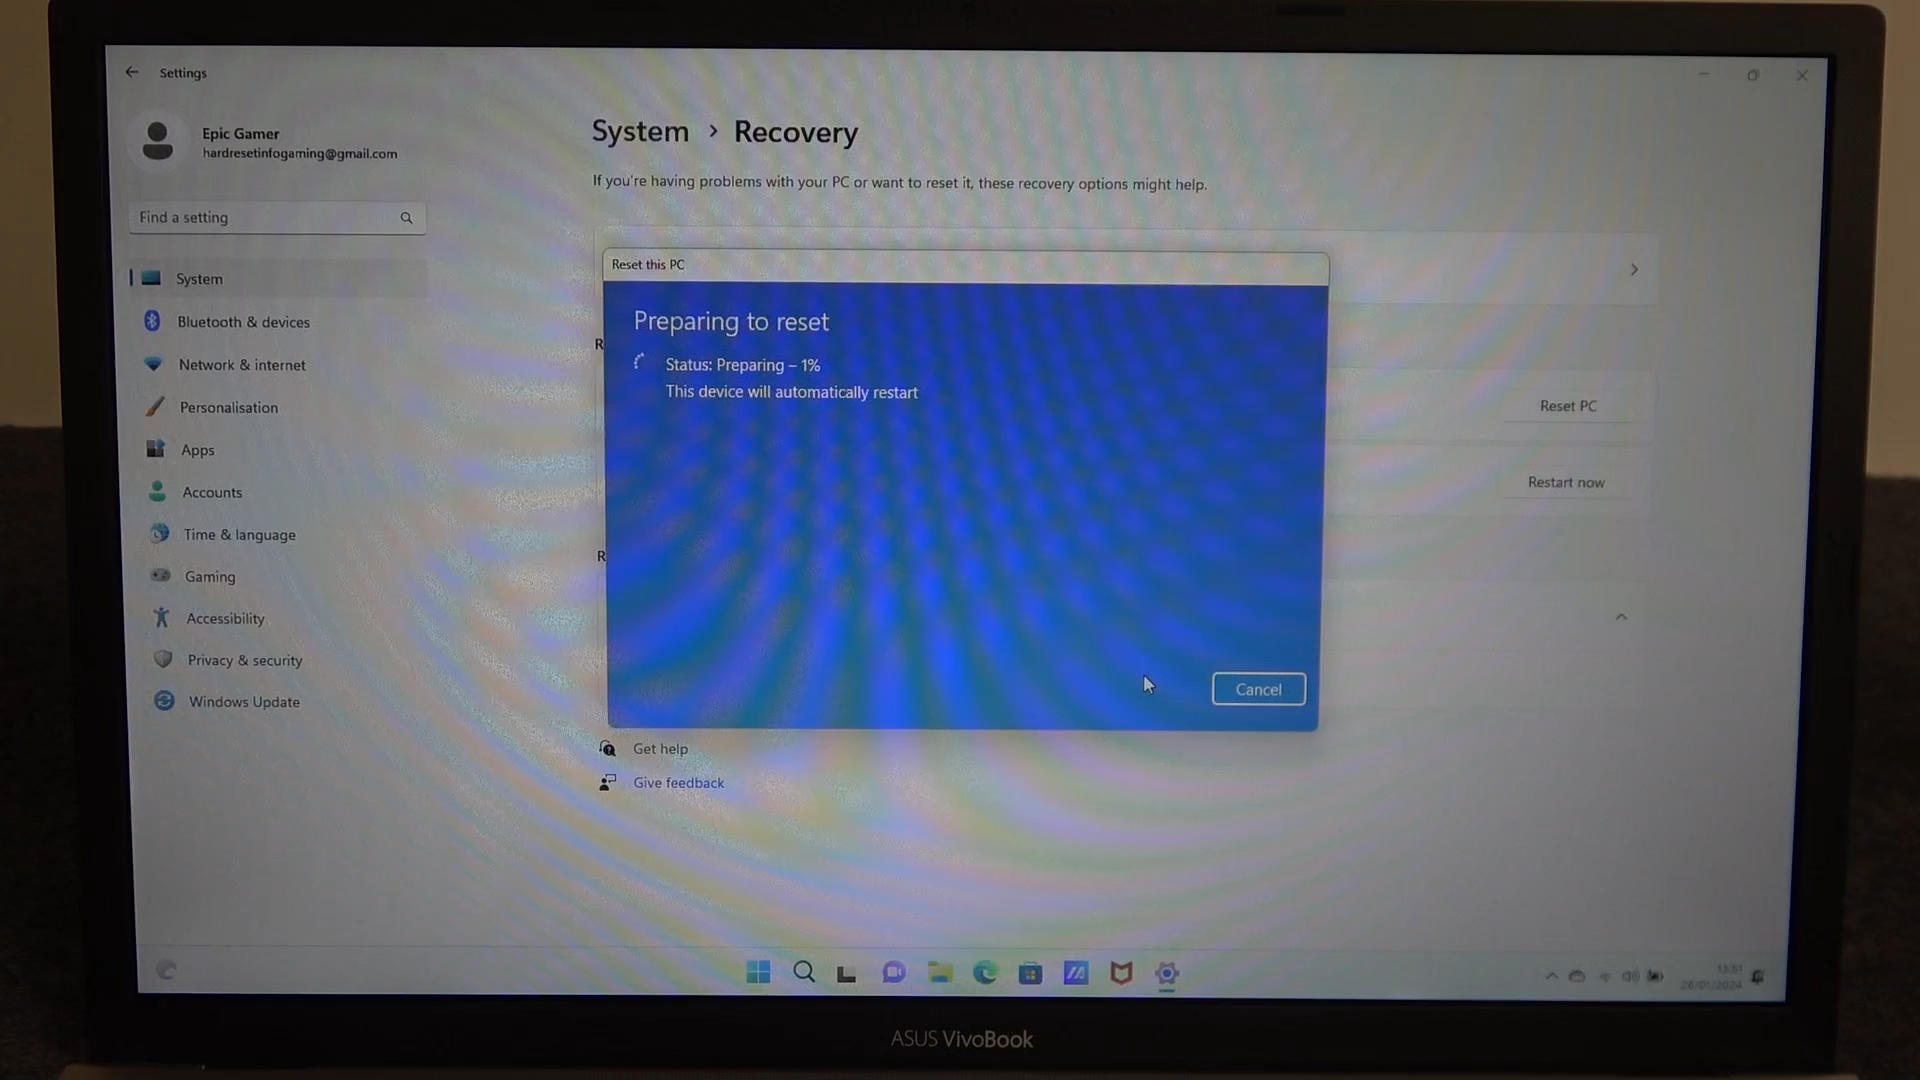 Settings
Epic Gamer
hardresetinfogaming@gmail.com
Find a setting
System
Bluetooth & devices
Network & internet
Personalisation
Apps
Accounts
Time & language
Gaming
Accessibility
Privacy & security
Windows Update
System > Recovery
If you're having problems with your PC or want to reset it, these recovery options might help.
R
Reset this PC
Preparing to reset
Status: Preparing – 1%
This device will automatically restart
Cancel
Reset PC
Restart now
R
Get help
Give feedback
26/01/2024
ASUS VivoBook